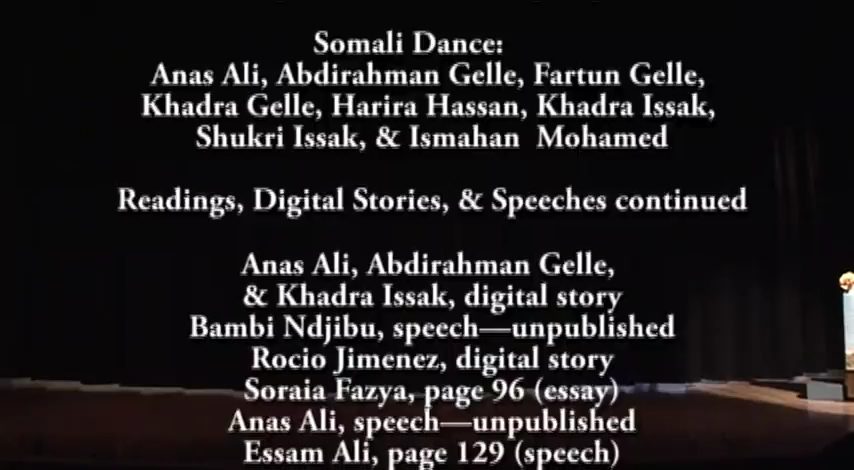 Somali Dance:
Anas Ali, Abdirahman Gelle, Fartun Gelle,
Khadra Gelle, Harira Hassan, Khadra Issak,
Shukri Issak, & Ismahan Mohamed
Readings, Digital Stories, & Speeches continued
Anas Ali, Abdirahman Gelle,
& Khadra Issak, digital story
Bambi Ndjibu, speech—unpublished
Rocio Jimenez, digital story
Soraia Fazya, page 96 (essay)
Anas Ali, speech—unpublished
Essam Ali, page 129 (speech)